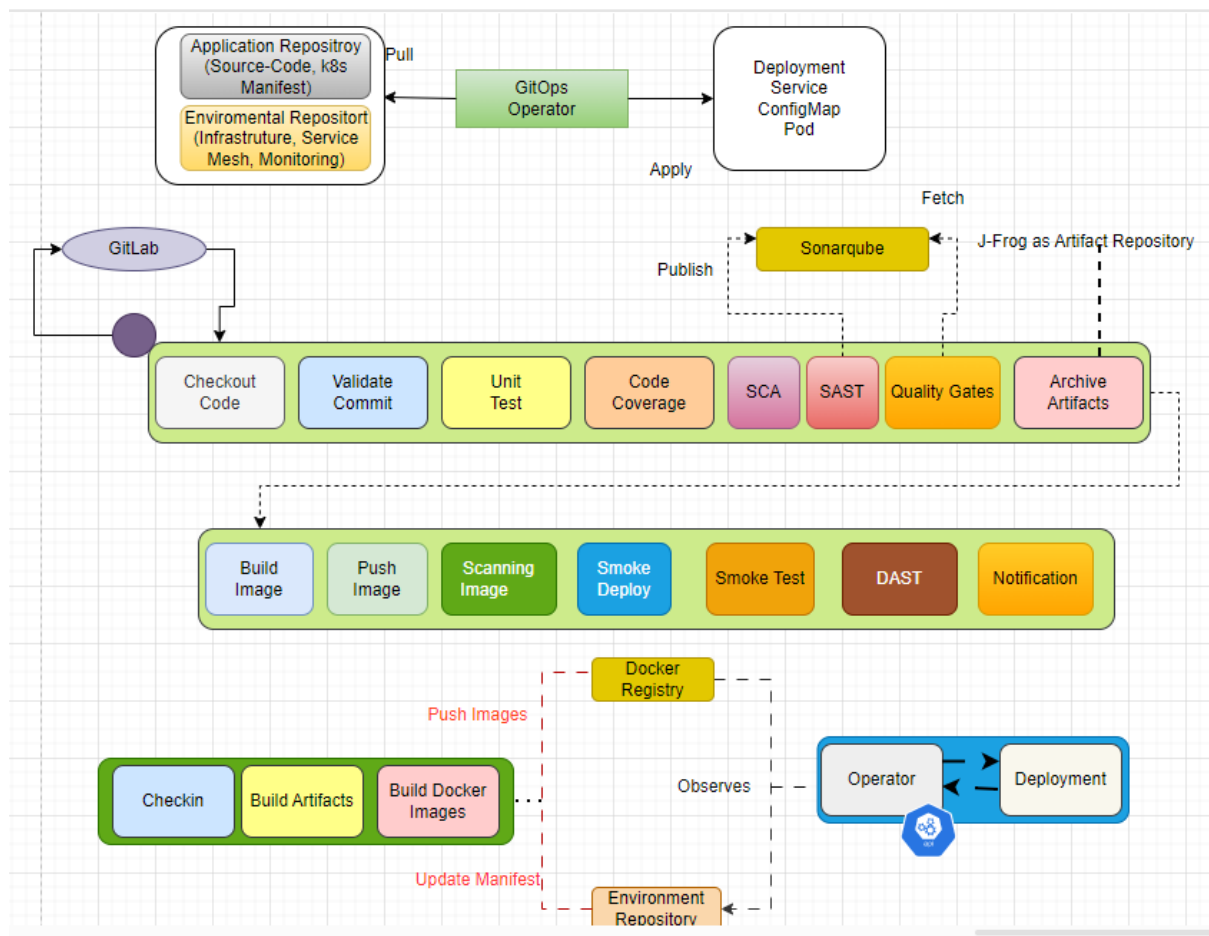 Application Repositroy
(Source-Code, k8s
Manifest)
Pull
Enviromental Repositort
(Infrastruture, Service
Mesh, Monitoring)
GitOps
Operator
Deployment
Service
ConfigMap
Pod
Apply
Fetch
GitLab
Sonarqube
J-Frog as Artifact Repository
Publish
Checkout
Code
Validate
Commit
Unit
Test
Code
Coverage
SCA
SAST
Quality Gates
Archive
Artifacts
Build
Image
Push
Image
Scanning
Image
Smoke
Deploy
Smoke Test
DAST
Notification
Docker
Registry
Push Images
Checkin
Build Artifacts
Build Docker
Images
Observes
Operator
Deployment
Update Manifest
Environment
Repository